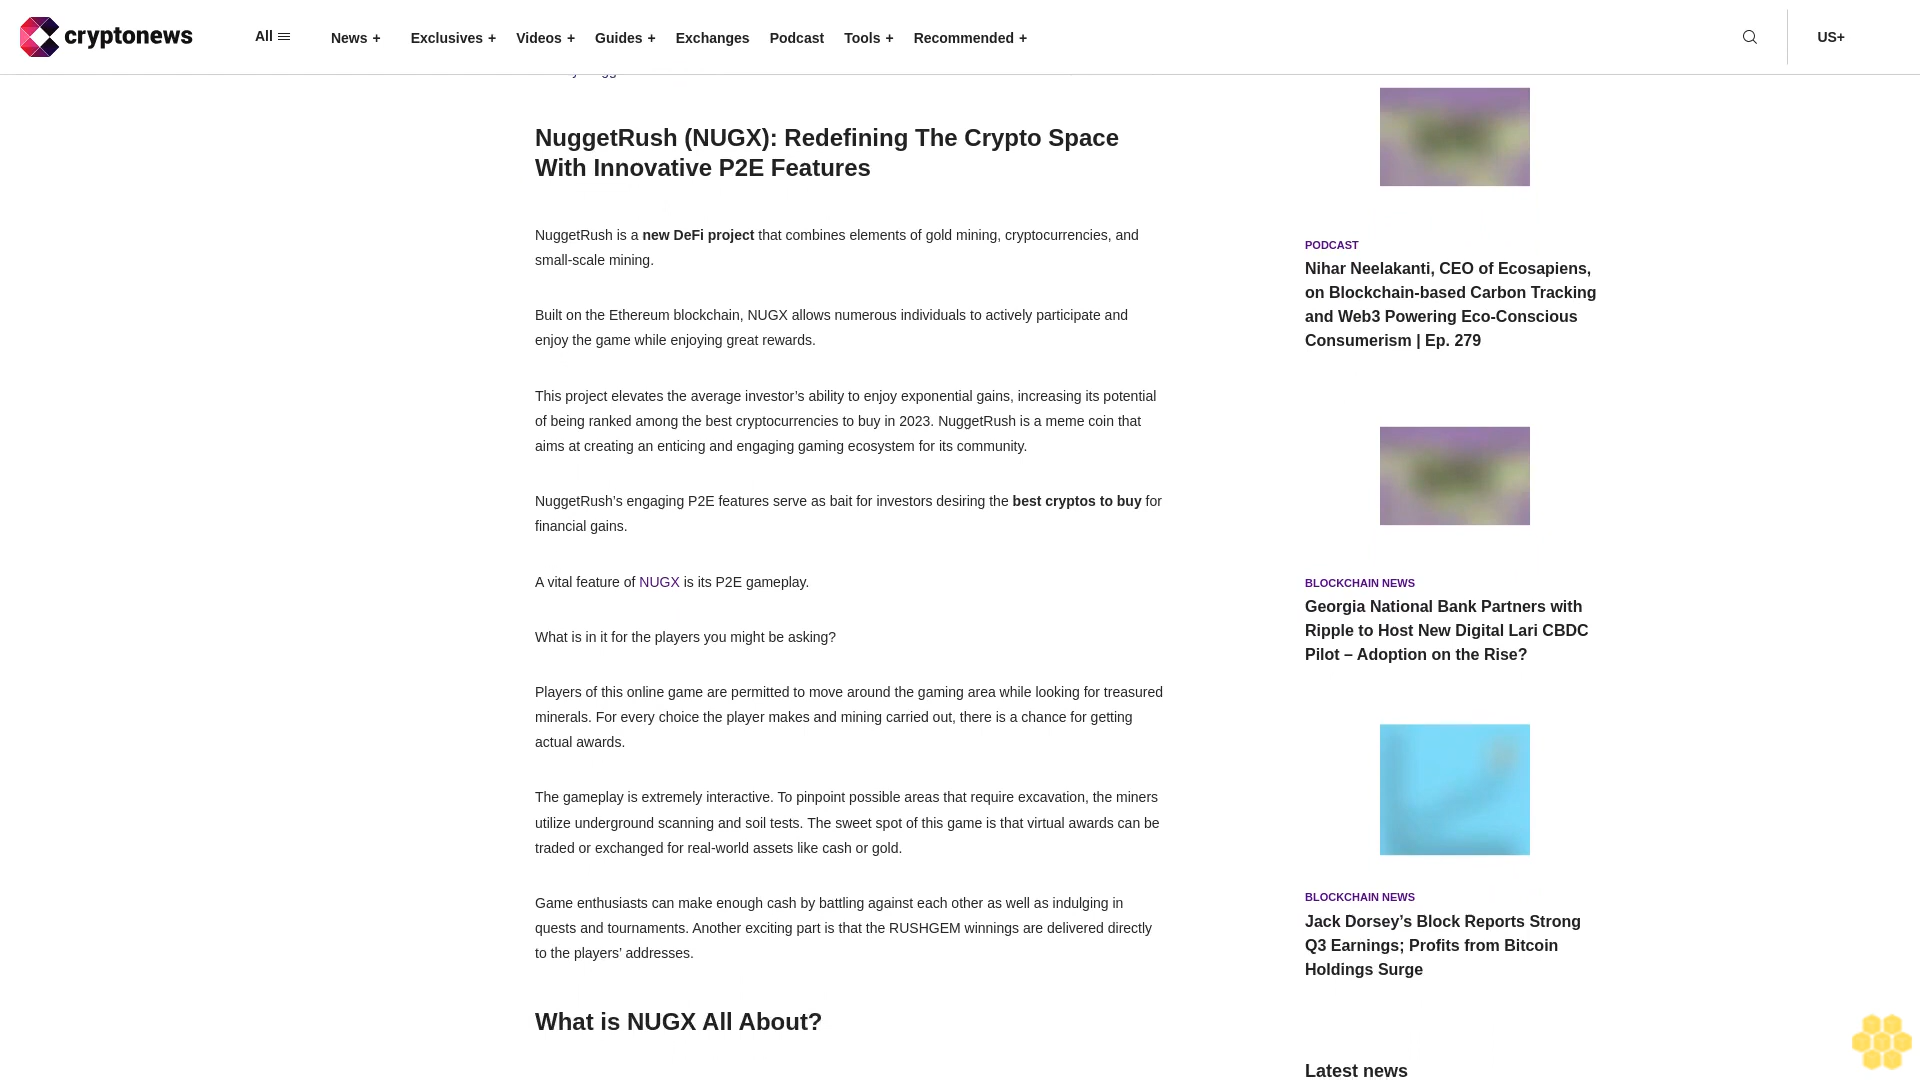 cryptonews
All
News +
Exclusives +
Videos +
Guides +
Exchanges
Podcast
Tools +
Recommended +
US+
NuggetRush (NUGX): Redefining The Crypto Space
With Innovative P2E Features
NuggetRush is a new DeFi project that combines elements of gold mining, cryptocurrencies, and
small-scale mining.
Built on the Ethereum blockchain, NUGX allows numerous individuals to actively participate and
enjoy the game while enjoying great rewards.
This project elevates the average investor’s ability to enjoy exponential gains, increasing its potential
of being ranked among the best cryptocurrencies to buy in 2023. NuggetRush is a meme coin that
aims at creating an enticing and engaging gaming ecosystem for its community.
NuggetRush’s engaging P2E features serve as bait for investors desiring the best cryptos to buy for
financial gains.
A vital feature of NUGX is its P2E gameplay.
What is in it for the players you might be asking?
Players of this online game are permitted to move around the gaming area while looking for treasured
minerals. For every choice the player makes and mining carried out, there is a chance for getting
actual awards.
The gameplay is extremely interactive. To pinpoint possible areas that require excavation, the miners
utilize underground scanning and soil tests. The sweet spot of this game is that virtual awards can be
traded or exchanged for real-world assets like cash or gold.
Game enthusiasts can make enough cash by battling against each other as well as indulging in
quests and tournaments. Another exciting part is that the RUSHGEM winnings are delivered directly
to the players’ addresses.
What is NUGX All About?
PODCAST
Nihar Neelakanti, CEO of Ecosapiens,
on Blockchain-based Carbon Tracking
and Web3 Powering Eco-Conscious
Consumerism | Ep. 279
BLOCKCHAIN NEWS
Georgia National Bank Partners with
Ripple to Host New Digital Lari CBDC
Pilot – Adoption on the Rise?
BLOCKCHAIN NEWS
Jack Dorsey’s Block Reports Strong
Q3 Earnings; Profits from Bitcoin
Holdings Surge
Latest news